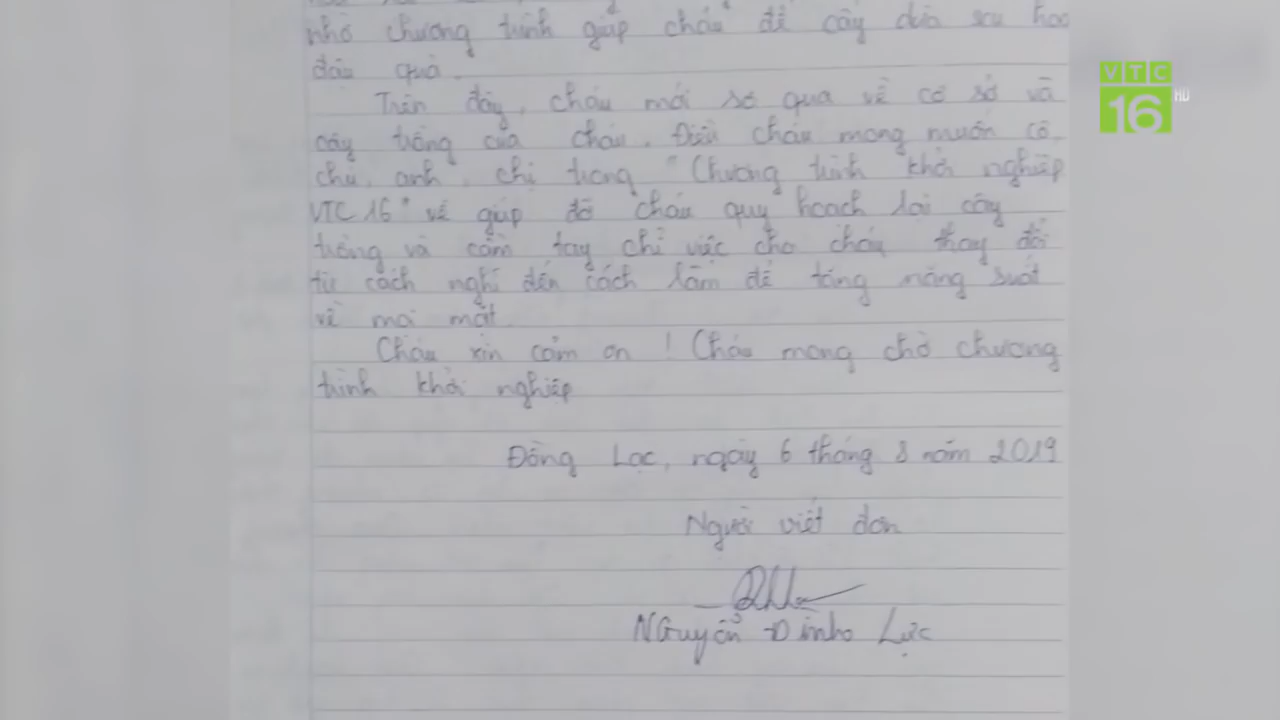 nhờ chương trình giúp cháu để cây dừa ra hoa
đậu quả.
Trên đây, cháu mới sơ qua về cơ sở và
cây trồng của cháu. Điều cháu mong muốn cô,
chú, anh, chị trong "Chương trình khởi nghiệp
VTC16" về giúp đỡ cháu quy hoạch lại cây
trồng và cầm tay chỉ việc cho cháu thay đổi
từ cách nghĩ đến cách làm để tăng năng suất
về mọi mặt.
Cháu xin cảm ơn ! Cháu mong chờ chương
trình khởi nghiệp
Đồng Lạc, ngày 6 tháng 8 năm 2019
Người viết đơn
Nguyễn Đình Lực
VTC
16 HD